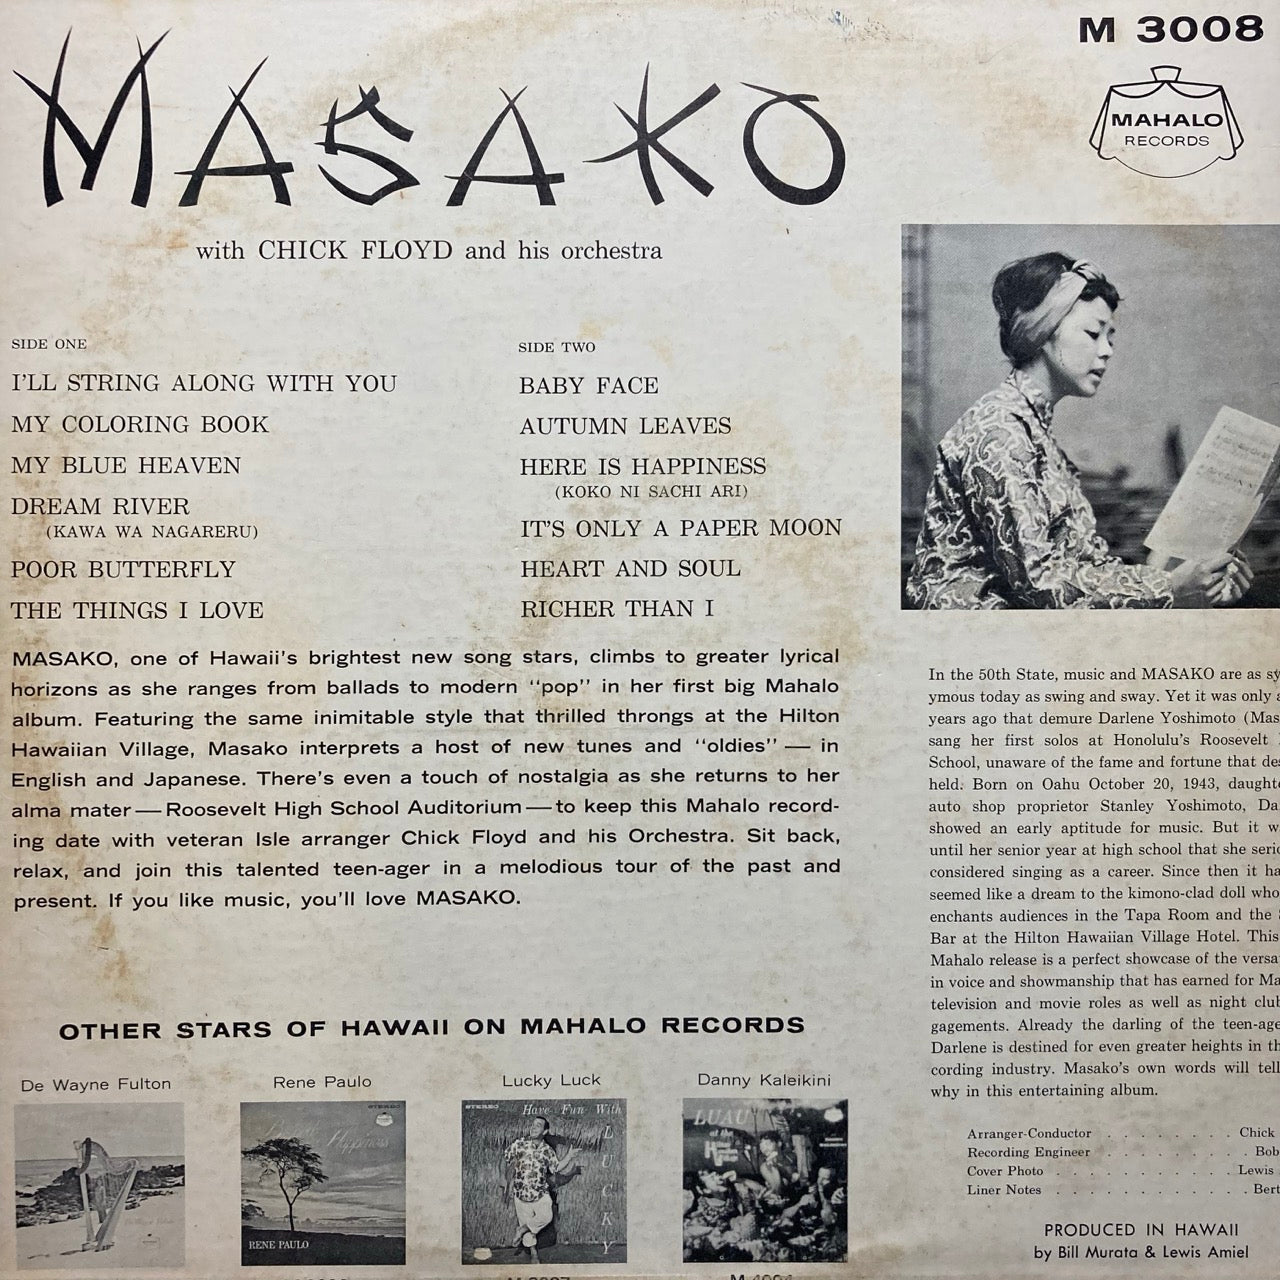 M 3008
MAHALO
RECORDS
MASAKO
with CHICK FLOYD and his orchestra
SIDE ONE
I'LL STRING ALONG WITH YOU
MY COLORING BOOK
MY BLUE HEAVEN
DREAM RIVER
(KAWA WA NAGARERU)
POOR BUTTERFLY
THE THINGS I LOVE
SIDE TWO
BABY FACE
AUTUMN LEAVES
HERE IS HAPPINESS
(KOKO NI SACHI ARI)
IT'S ONLY A PAPER MOON
HEART AND SOUL
RICHER THAN I
MASAKO, one of Hawaii's brightest new song stars, climbs to greater lyrical
horizons as she ranges from ballads to modern "pop" in her first big Mahalo
album. Featuring the same inimitable style that thrilled throngs at the Hilton
Hawaiian Village, Masako interprets a host of new tunes and "oldies" — in
English and Japanese. There's even a touch of nostalgia as she returns to her
alma mater — Roosevelt High School Auditorium — to keep this Mahalo record-
ing date with veteran Isle arranger Chick Floyd and his Orchestra. Sit back,
relax, and join this talented teen-ager in a melodious tour of the past and
present. If you like music, you'll love MASAKO.
In the 50th State, music and MASAKO are as
ymous today as swing and sway. Yet it was only
years ago that demure Darlene Yoshimoto (Mas
sang her first solos at Honolulu's Roosevelt
School, unaware of the fame and fortune that des
held. Born on Oahu October 20, 1943, daughte
auto shop proprietor Stanley Yoshimoto, Da
showed an early aptitude for music. But it w
until her senior year at high school that she serio
considered singing as a career. Since then it ha
seemed like a dream to the kimono-clad doll who
enchants audiences in the Tapa Room and the
Bar at the Hilton Hawaiian Village Hotel. This
Mahalo release is a perfect showcase of the versa
in voice and showmanship that has earned for Ma
television and movie roles as well as night club
gagements. Already the darling of the teen-age
Darlene is destined for even greater heights in th
cording industry. Masako's own words will tell
why in this entertaining album.
Arranger-Conductor . . . . . . . Chick
Recording Engineer . . . . . . . . . Bob
Cover Photo . . . . . . . . . . . Lewis
Liner Notes . . . . . . . . . . . . Bert
PRODUCED IN HAWAII
by Bill Murata & Lewis Amiel
OTHER STARS OF HAWAII ON MAHALO RECORDS
De Wayne Fulton
Rene Paulo
Lucky Luck
Danny Kaleikini
STEREO
RENE PAULO
STEREO
Have Fun With
LUCKY
LUAU